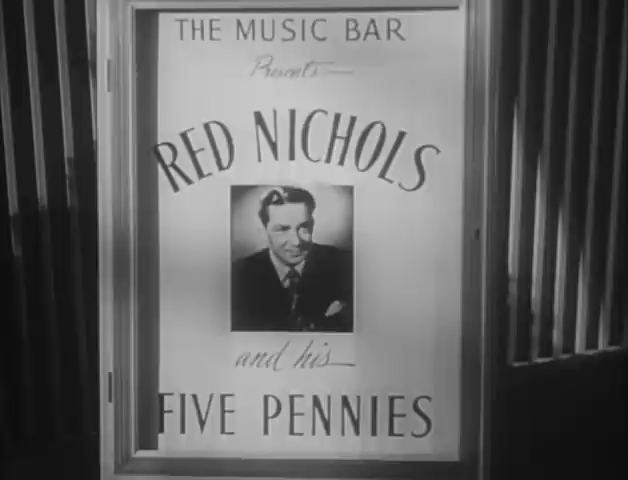 THE MUSIC BAR
Presents—
RED NICHOLS
and his
FIVE PENNIES